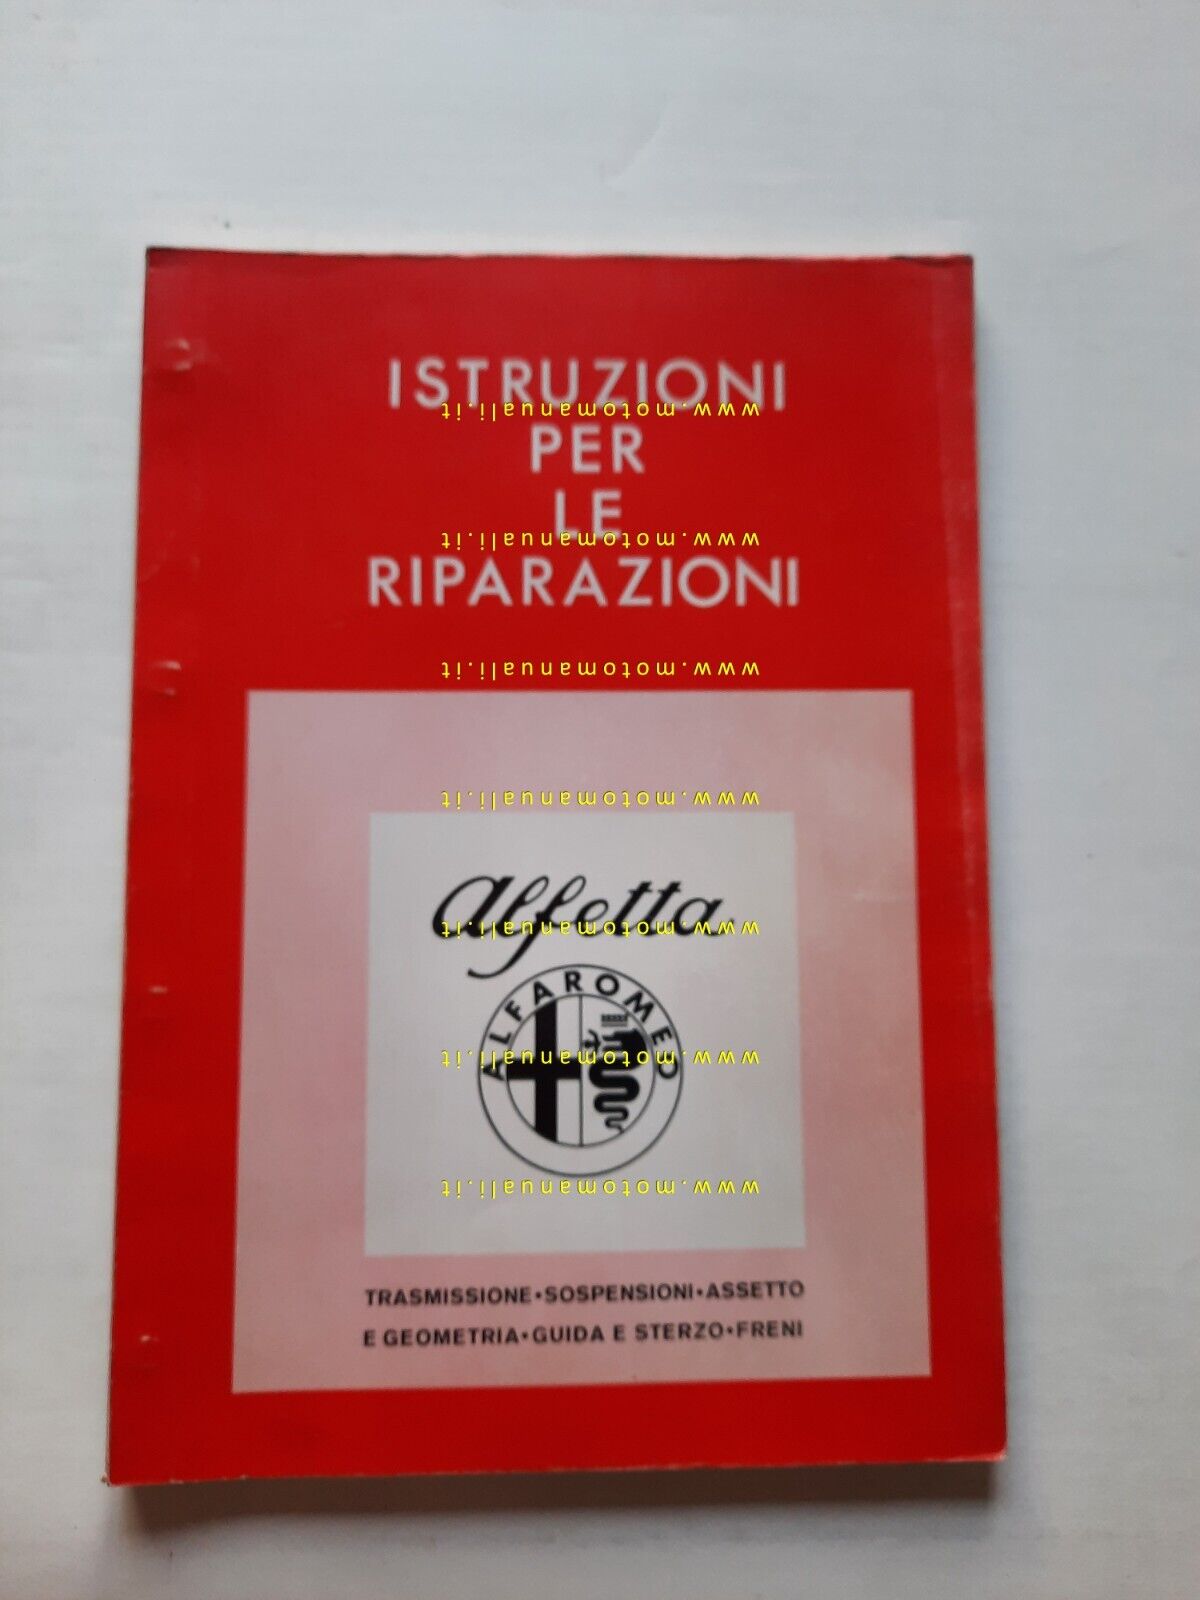 ISTRUZIONI
www.motomanuali.it
PER
LE
www.motomanuali.it
RIPARAZIONI
www.motomanuali.it
www.motomanuali.it
alfetta
www.motomanuali.it
ALFA ROMEO
www.motomanuali.it
www.motomanuali.it
TRASMISSIONE•SOSPENSIONI•ASSETTO
E GEOMETRIA•GUIDA E STERZO•FRENI